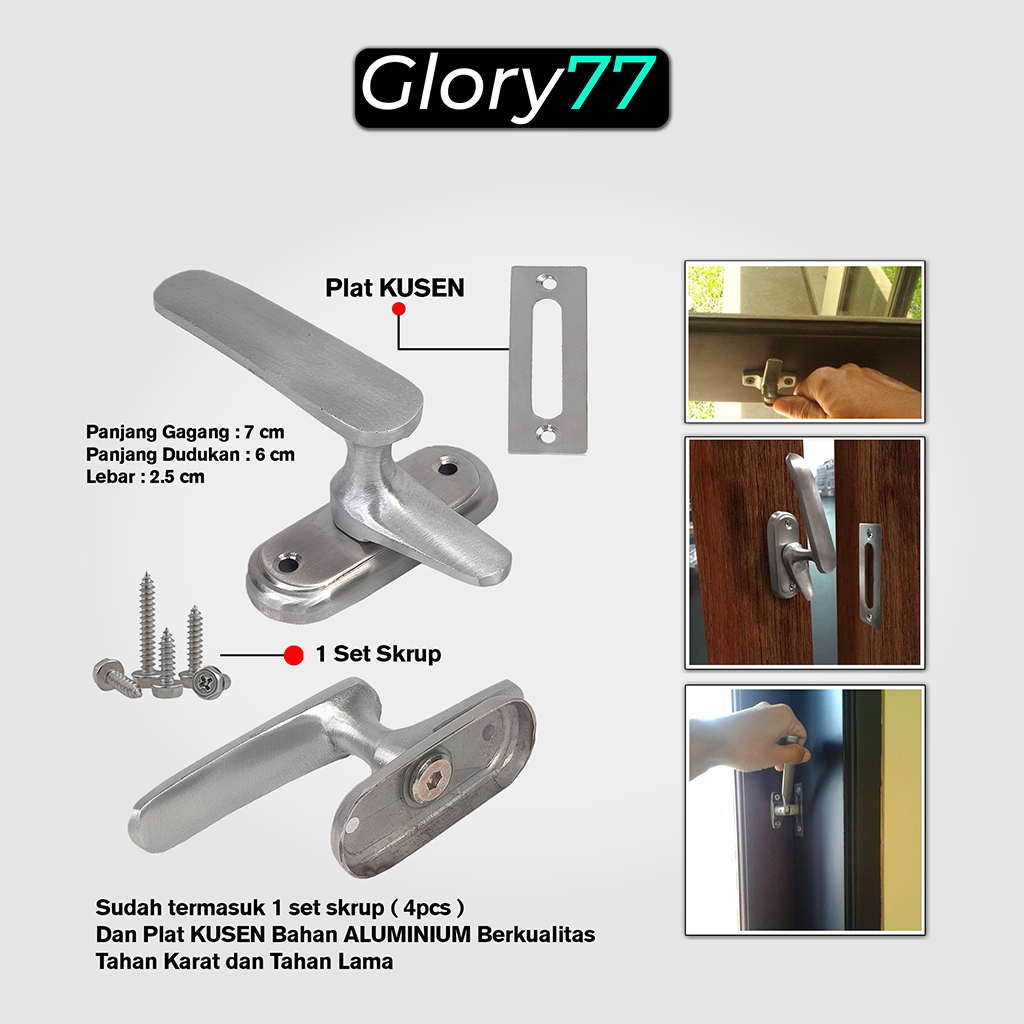 Glory77
Plat KUSEN
Panjang Gagang : 7 cm
Panjang Dudukan : 6 cm
Lebar : 2.5 cm
1 Set Skrup
Sudah termasuk 1 set skrup ( 4pcs )
Dan Plat KUSEN Bahan ALUMINIUM Berkualitas
Tahan Karat dan Tahan Lama